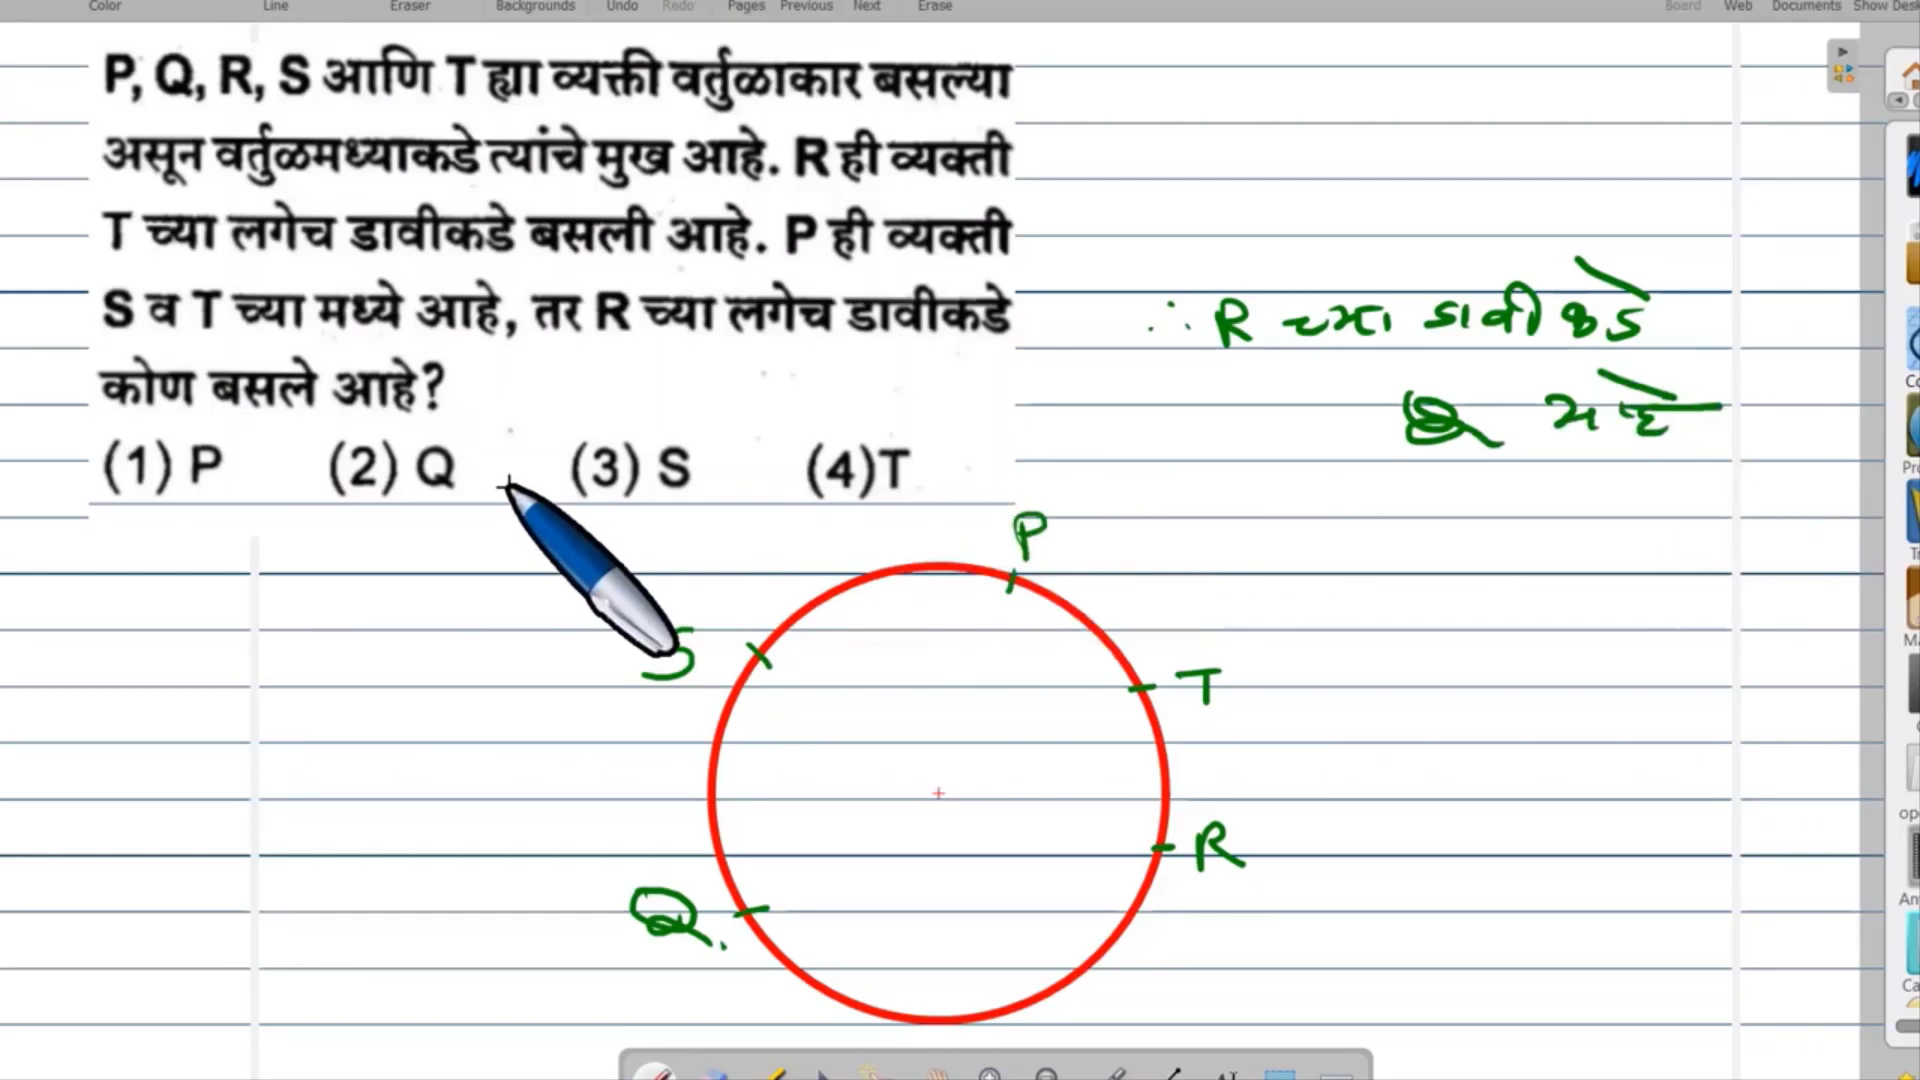 Color Line Eraser Backgrounds Undo Redo Pages Previous Next Erase Board Web Documents Show Desk
P, Q, R, S आणि T ह्या व्यक्ती वर्तुळाकार बसल्या
असून वर्तुळमध्याकडे त्यांचे मुख आहे. R ही व्यक्ती
T च्या लगेच डावीकडे बसली आहे. P ही व्यक्ती
S व T च्या मध्ये आहे, तर R च्या लगेच डावीकडे
कोण बसले आहे?
(1) P (2) Q (3) S (4)T
∴ R च्या डावीकडे
Q आहे
P
S
T
R
Q.